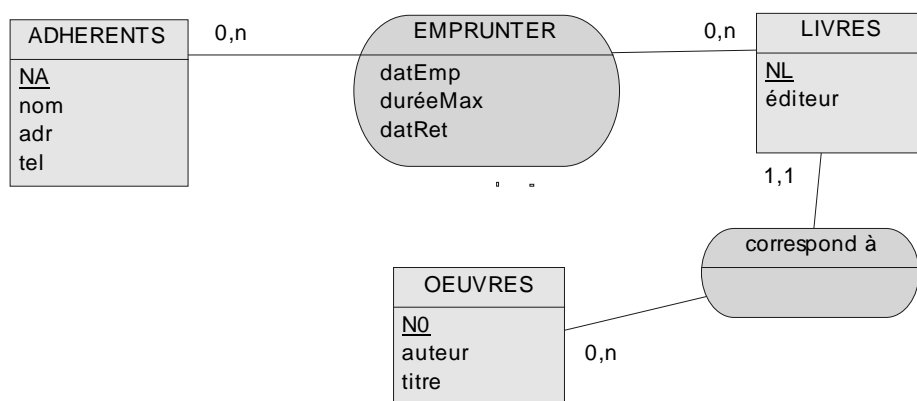 ADHERENTS
NA
nom
adr
tel
0,n
EMPRUNTER
datEmp
duréeMax
datRet
0,n
LIVRES
NL
éditeur
1,1
correspond à
OEUVRES
N0
auteur
titre
0,n